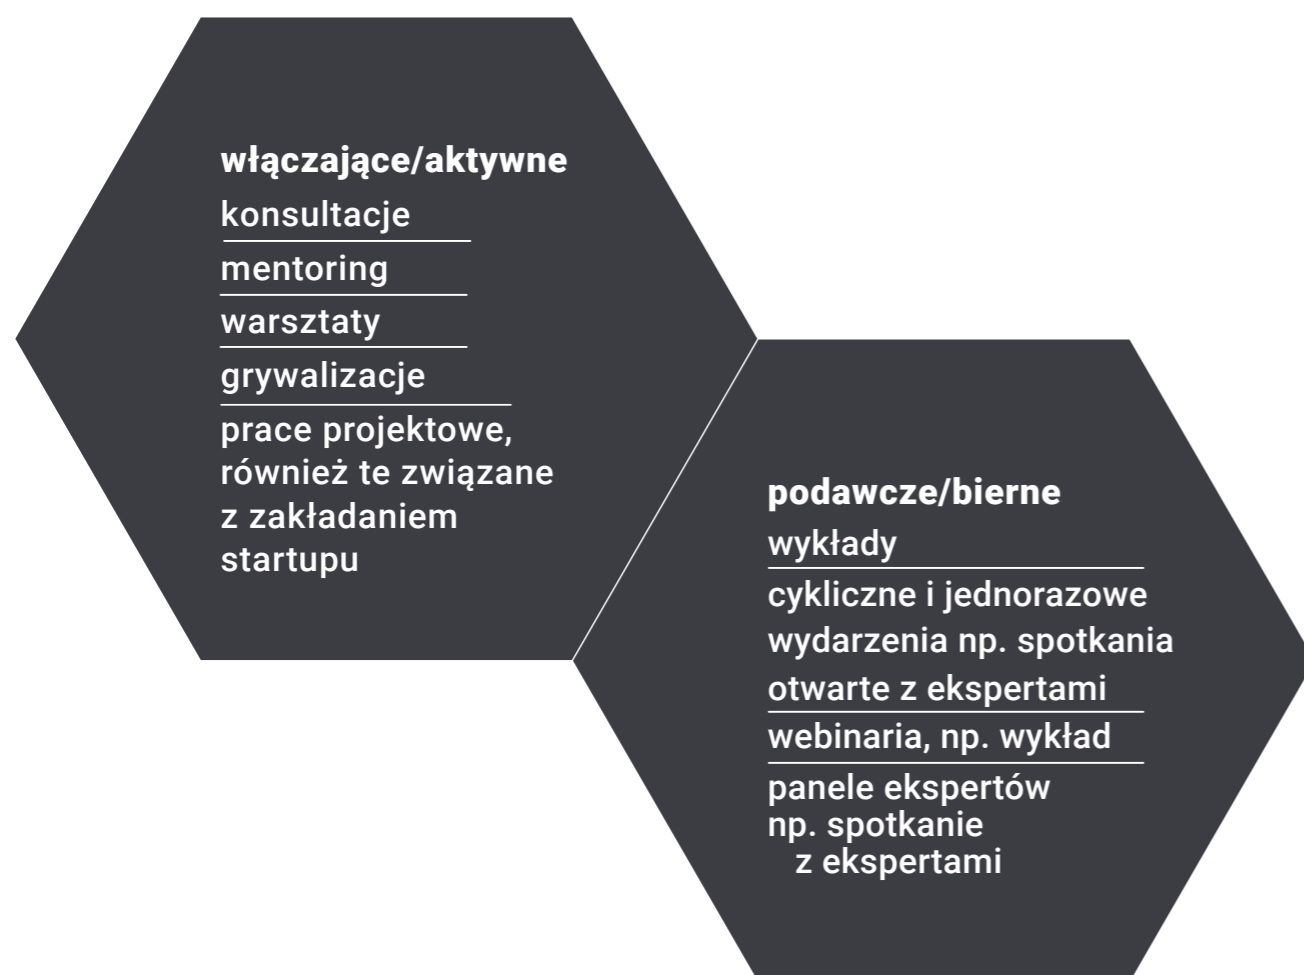 włączające/aktywne
konsultacje
mentoring
warsztaty
grywalizacje
prace projektowe,
również te związane
z zakładaniem
startupu
podawcze/bierne
wykłady
cykliczne i jednorazowe
wydarzenia np. spotkania
otwarte z ekspertami
webinaria, np. wykład
panele ekspertów
np. spotkanie
z ekspertami